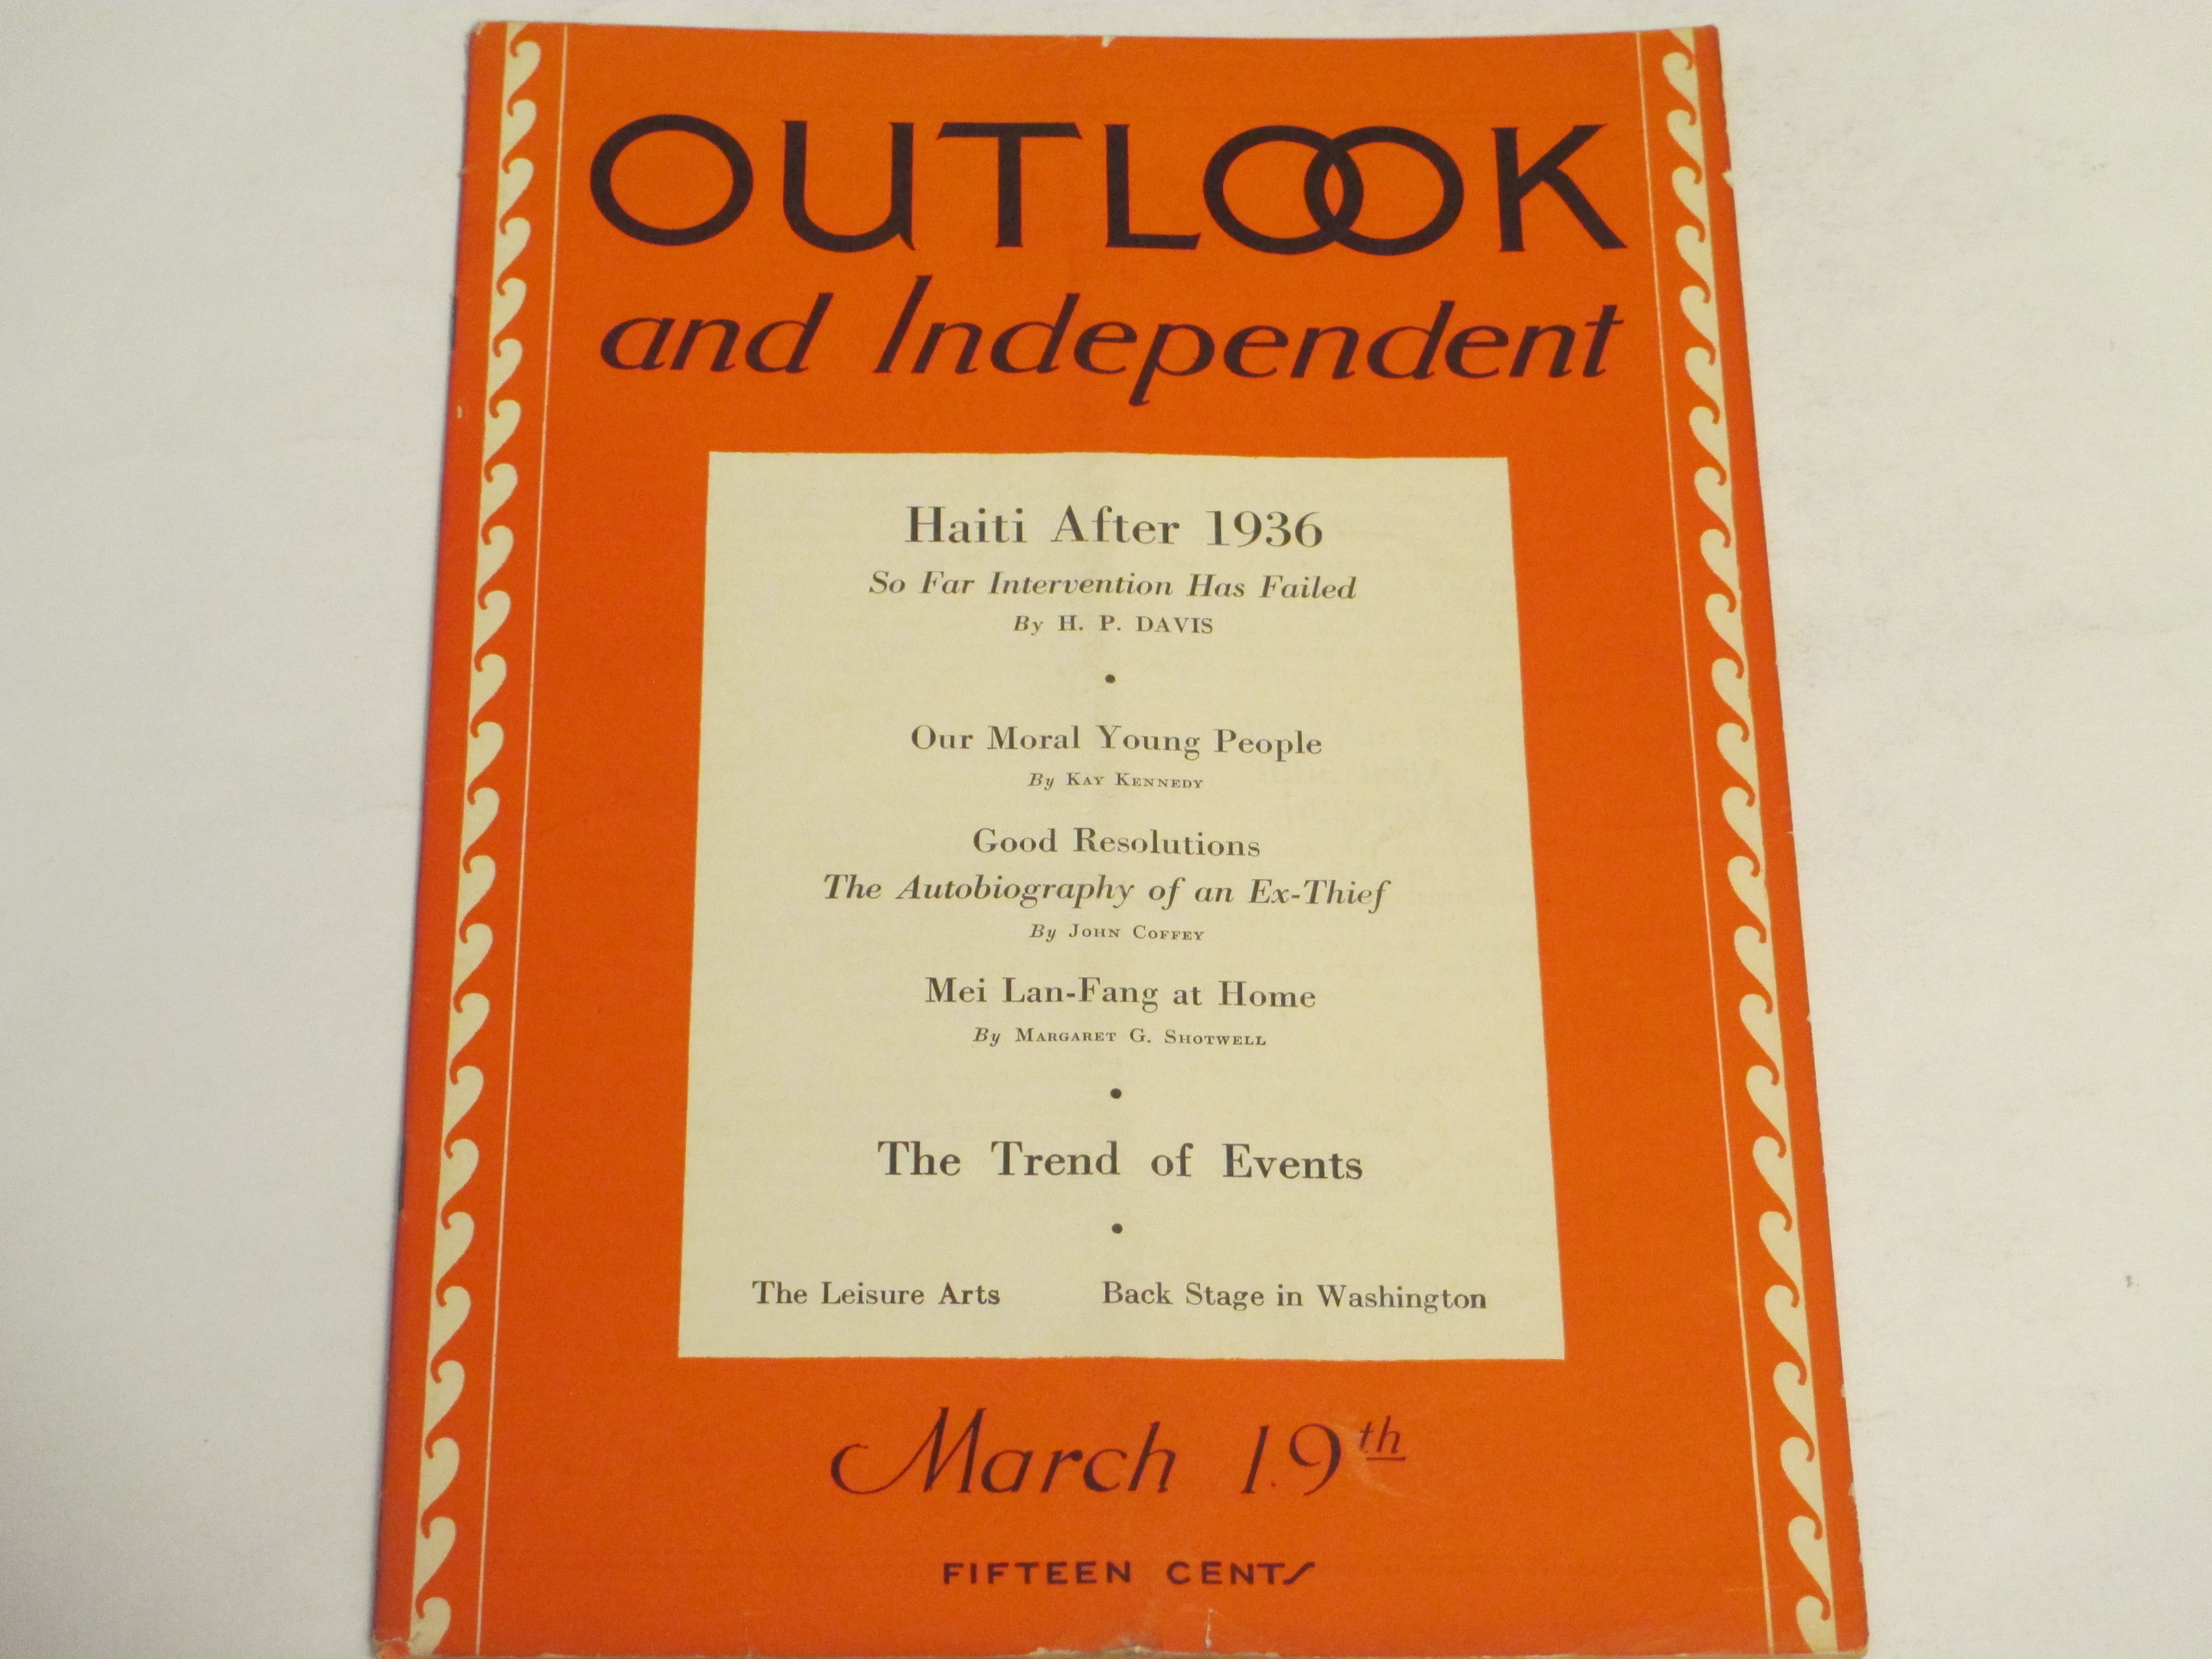 OUTLOOK
and Independent
Haiti After 1936
So Far Intervention Has Failed
By H. P. DAVIS
•
Our Moral Young People
By KAY KENNEDY
Good Resolutions
The Autobiography of an Ex-Thief
By JOHN COFFEY
Mei Lan-Fang at Home
By MARGARET G. SHOTWELL
•
The Trend of Events
•
The Leisure Arts Back Stage in Washington
March 19th
FIFTEEN CENTS